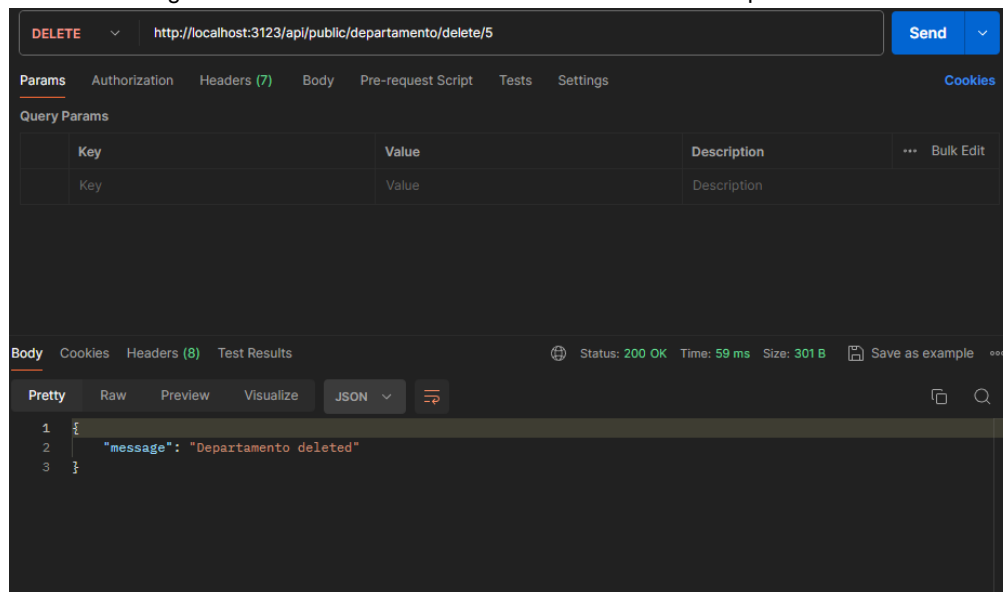 DELETE http://localhost:3123/api/public/departamento/delete/5 Send
Params Authorization Headers (7) Body Pre-request Script Tests Settings Cookies
Query Params
Key Value Description ••• Bulk Edit
Key Value Description
Body Cookies Headers (8) Test Results Status: 200 OK Time: 59 ms Size: 301 B Save as example
Pretty Raw Preview Visualize JSON
1 {
2 "message": "Departamento deleted"
3 }